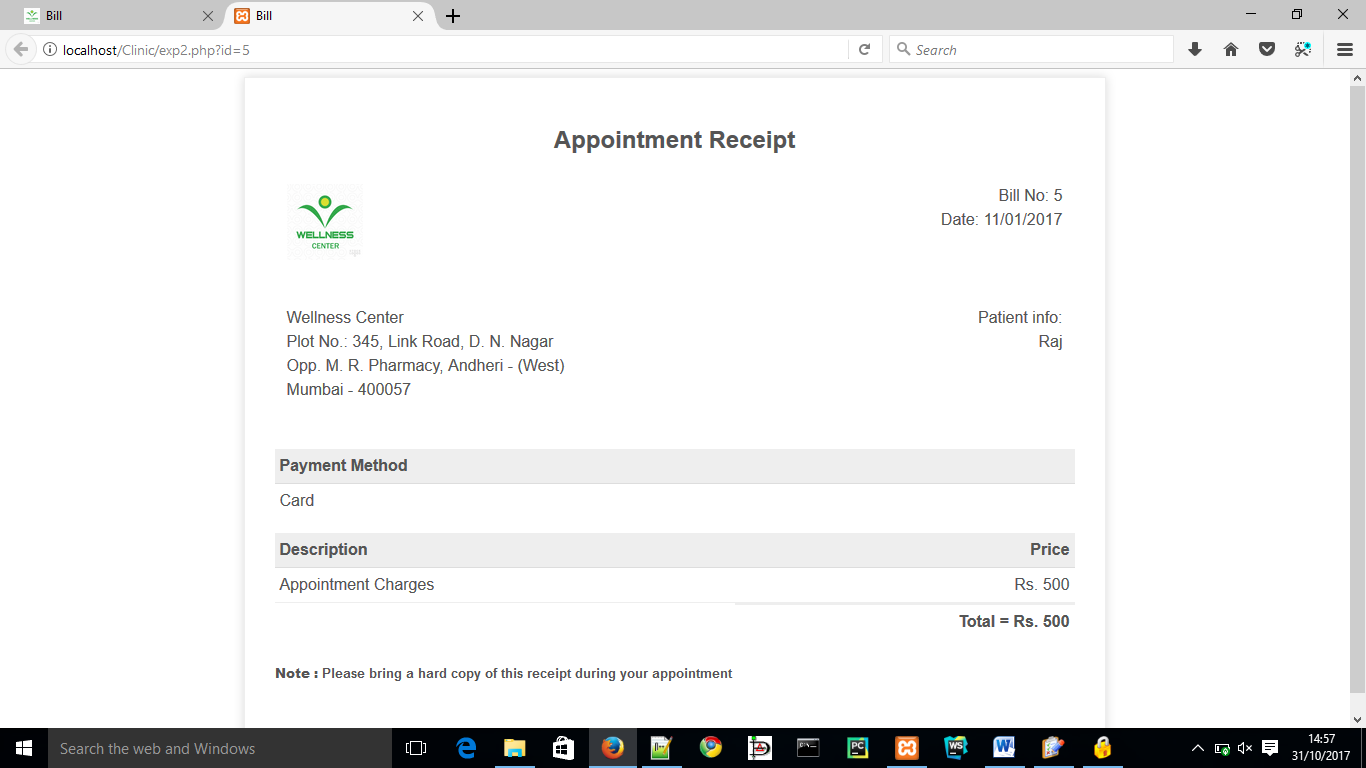 Bill
Bill
localhost/Clinic/exp2.php?id=5
Search
Appointment Receipt
WELLNESS
CENTER
Bill No: 5
Date: 11/01/2017
Wellness Center
Plot No.: 345, Link Road, D. N. Nagar
Opp. M. R. Pharmacy, Andheri - (West)
Mumbai - 400057
Patient info:
Raj
Payment Method
Card
Description Price
Appointment Charges Rs. 500
Total = Rs. 500
Note : Please bring a hard copy of this receipt during your appointment
Search the web and Windows
PC
WS
W
14:57
31/10/2017